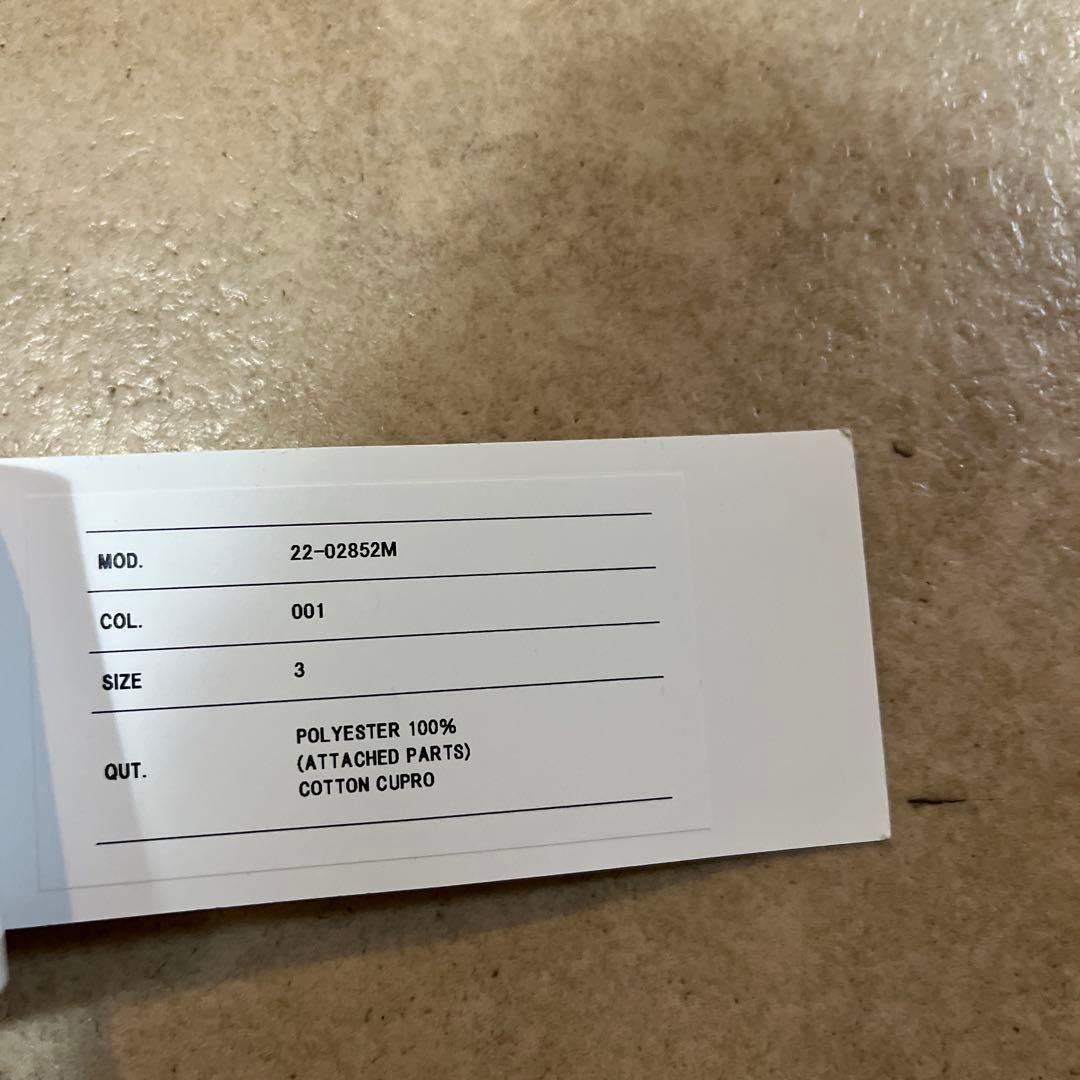 MOD. 22-02852M
COL. 001
SIZE 3
QUT. POLYESTER 100%
(ATTACHED PARTS)
COTTON CUPRO